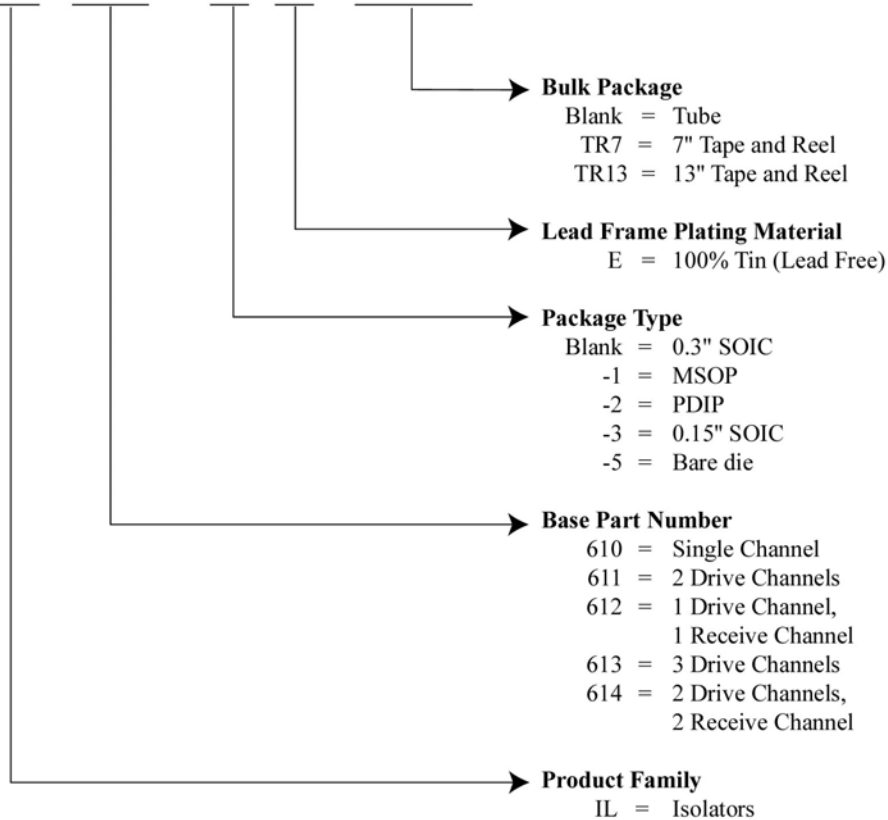 Bulk Package
Blank = Tube
TR7 = 7" Tape and Reel
TR13 = 13" Tape and Reel
Lead Frame Plating Material
E = 100% Tin (Lead Free)
Package Type
Blank = 0.3" SOIC
-1 = MSOP
-2 = PDIP
-3 = 0.15" SOIC
-5 = Bare die
Base Part Number
610 = Single Channel
611 = 2 Drive Channels
612 = 1 Drive Channel,
1 Receive Channel
613 = 3 Drive Channels
614 = 2 Drive Channels,
2 Receive Channel
Product Family
IL = Isolators